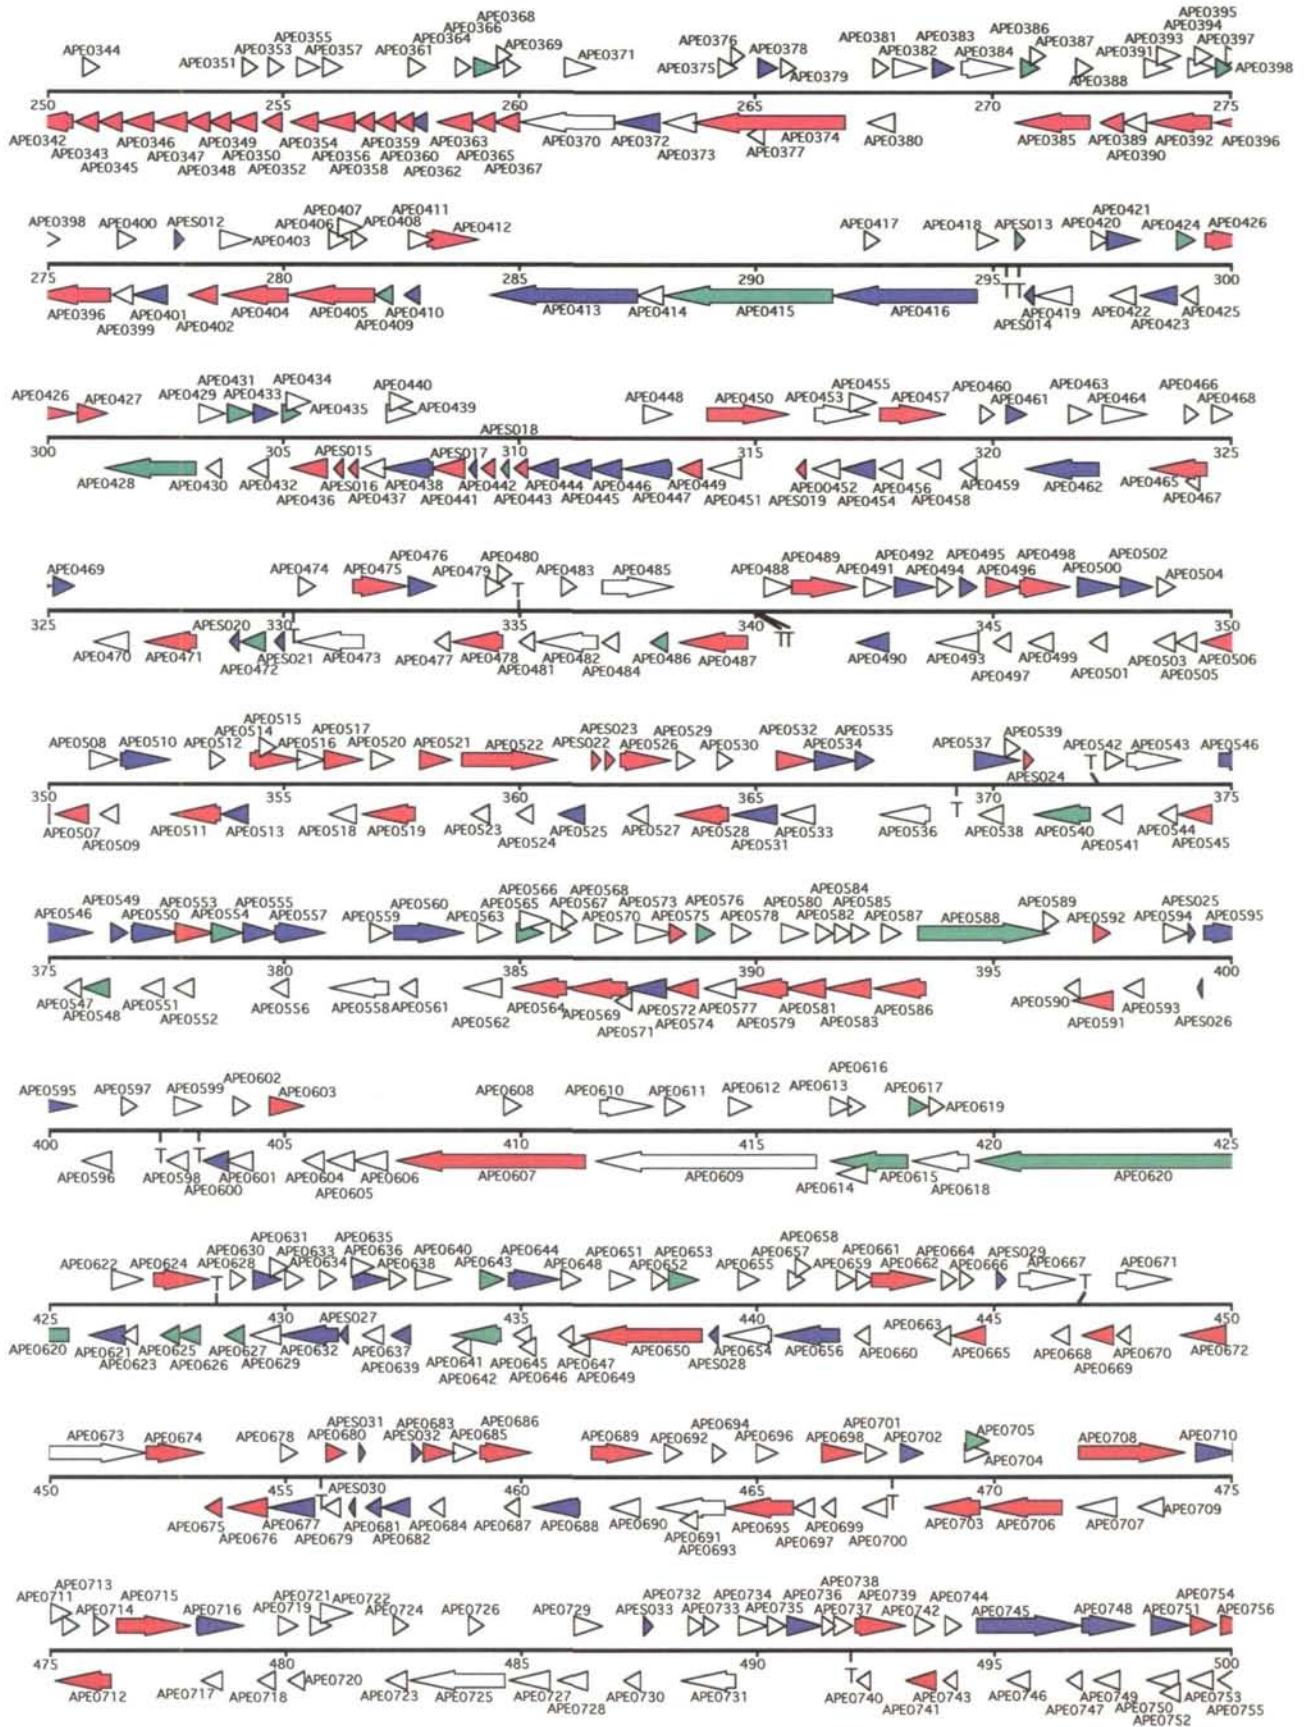 APE0368
APE0366
APE0355 APE0364 APE0386 APE0395
APE0344 APE0353 APE0357 APE0361 APE0369 APE0371 APE0376 APE0378 APE0381 APE0383 APE0387 APE0393 APE0394
APE0351 APE0375 APE0379 APE0382 APE0384 APE0388 APE0391 APE0397 APE0398
250 255 260 265 270 275
APE0342 APE0346 APE0349 APE0354 APE0359 APE0363 APE0370 APE0372 APE0374 APE0380 APE0385 APE0389 APE0392 APE0396
APE0343 APE0347 APE0350 APE0356 APE0360 APE0365 APE0373 APE0377 APE0390
APE0345 APE0348 APE0352 APE0358 APE0362 APE0367
APE0407 APE0411 APE0421
APE0398 APE0400 APES012 APE0406 APE0408 APE0412 APE0417 APE0418 APES013 APE0420 APE0424 APE0426
APE0403
275 280 285 290 295 300
TT
APE0396 APE0401 APE0404 APE0405 APE0410 APE0413 APE0414 APE0415 APE0416 APE0419 APE0422 APE0425
APE0399 APE0402 APE0409 APES014 APE0423
APE0431 APE0434 APE0440 APE0455
APE0426 APE0427 APE0429 APE0433 APE0435 APE0439 APE0448 APE0450 APE0453 APE0457 APE0460 APE0461 APE0463 APE0464 APE0466 APE0468
APES018
300 305 310 315 320 325
APES015 APES017
APE0428 APE0430 APE0432 APES016 APE0438 APE0442 APE0444 APE0446 APE0449 APE00452 APE0456 APE0459 APE0462 APE0465 APE0467
APE0436 APE0437 APE0441 APE0443 APE0445 APE0447 APE0451 APES019 APE0454 APE0458
APE0476 APE0480 APE0489 APE0492 APE0495 APE0498 APE0502
APE0469 APE0474 APE0475 APE0479 APE0483 APE0485 APE0488 APE0491 APE0494 APE0496 APE0500 APE0504
T
325 330 335 340 345 350
APES020 T TT
APE0470 APE0471 APES021 APE0473 APE0477 APE0478 APE0482 APE0486 APE0487 APE0490 APE0493 APE0499 APE0503 APE0506
APE0472 APE0481 APE0484 APE0497 APE0501 APE0505
APE0515 APES023 APE0539
APE0508 APE0510 APE0512 APE0514 APE0517 APE0529 APE0532 APE0535 APE0537 APE0542 APE0543 APE0546
APE0516 APE0520 APE0521 APE0522 APES022 APE0526 APE0530 APE0534 T
APES024
350 355 360 365 370 375
T
APE0507 APE0511 APE0513 APE0518 APE0519 APE0523 APE0525 APE0527 APE0528 APE0533 APE0536 APE0538 APE0540 APE0544
APE0509 APE0524 APE0531 APE0541 APE0545
APE0566 APE0568 APE0584
APE0549 APE0553 APE0555 APE0560 APE0565 APE0567 APE0573 APE0576 APE0580 APE0585 APE0589 APES025
APE0546 APE0550 APE0554 APE0557 APE0559 APE0563 APE0570 APE0575 APE0578 APE0582 APE0587 APE0588 APE0592 APE0594 APE0595
375 380 385 390 395 400
APE0547 APE0551 APE0556 APE0558 APE0561 APE0564 APE0572 APE0577 APE0581 APE0586 APE0590 APE0593
APE0548 APE0552 APE0562 APE0569 APE0574 APE0579 APE0583 APE0591 APES026
APE0571
APE0602 APE0616
APE0595 APE0597 APE0599 APE0603 APE0608 APE0610 APE0611 APE0612 APE0613 APE0617
APE0619
400 405 410 415 420 425
T T
APE0596 APE0598 APE0601 APE0604 APE0606 APE0607 APE0609 APE0615 APE0618 APE0620
APE0600 APE0605 APE0614
APE0631 APE0635 APE0658
APE0630 APE0633 APE0636 APE0640 APE0644 APE0651 APE0653 APE0657 APE0661 APE0664 APES029
APE0622 APE0624 APE0628 APE0634 APE0638 APE0643 APE0648 APE0652 APE0655 APE0659 APE0662 APE0666 APE0667 APE0671
T T
425 430 435 440 445 450
APE0620 APE0621 APE0625 APE0627 APE0632 APES027 APE0637 APE0641 APE0645 APE0647 APE0650 APE0654 APE0656 APE0660 APE0663 APE0665 APE0668 APE0670 APE0672
APE0623 APE0626 APE0629 APE0639 APE0642 APE0646 APE0649 APES028 APE0669
APES031 APE0694 APE0701
APE0673 APE0674 APE0678 APE0680 APES032 APE0683 APE0685 APE0686 APE0689 APE0692 APE0696 APE0698 APE0702 APE0705 APE0708 APE0710
APE0704
450 455 460 465 470 475
T APES030 T
APE0675 APE0677 APE0681 APE0684 APE0687 APE0688 APE0690 APE0691 APE0695 APE0699 APE0703 APE0706 APE0707 APE0709
APE0676 APE0679 APE0682 APE0693 APE0697 APE0700
APE0713 APE0738
APE0711 APE0715 APE0721 APE0722 APE0732 APE0734 APE0736 APE0739 APE0744 APE0754
APE0714 APE0716 APE0719 APE0724 APE0726 APE0729 APES033 APE0733 APE0735 APE0737 APE0742 APE0745 APE0748 APE0751 APE0756
475 480 485 490 495 500
T
APE0712 APE0717 APE0718 APE0720 APE0723 APE0725 APE0727 APE0730 APE0731 APE0740 APE0743 APE0746 APE0749 APE0753
APE0728 APE0741 APE0747 APE0750 APE0755
APE0752